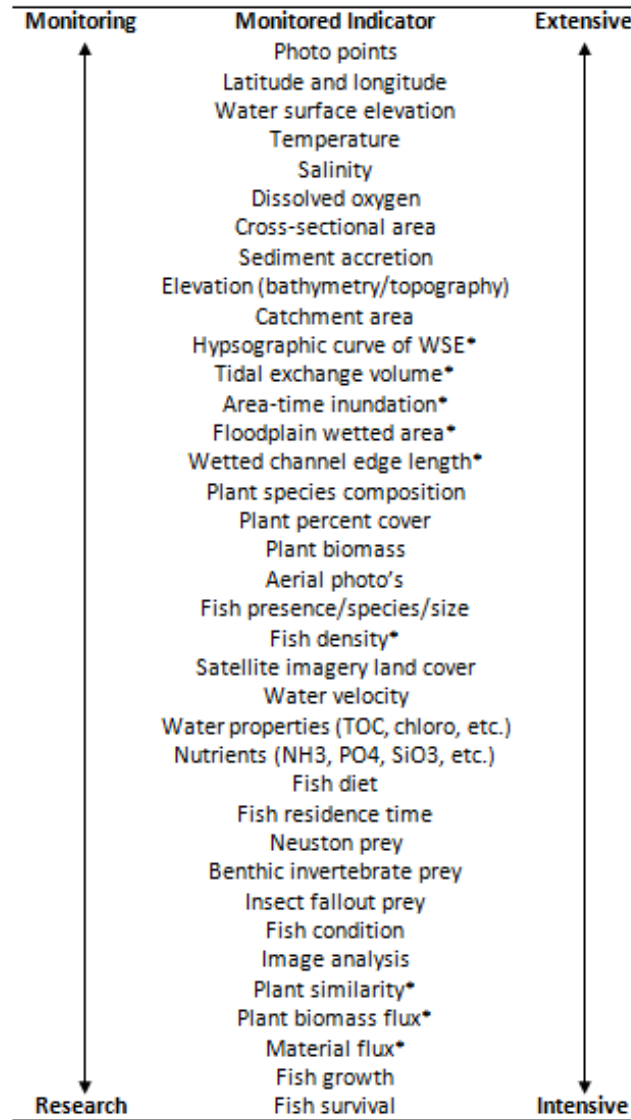 Monitoring Monitored Indicator Extensive
Photo points
Latitude and longitude
Water surface elevation
Temperature
Salinity
Dissolved oxygen
Cross-sectional area
Sediment accretion
Elevation (bathymetry/topography)
Catchment area
Hypsographic curve of WSE*
Tidal exchange volume*
Area-time inundation*
Floodplain wetted area*
Wetted channel edge length*
Plant species composition
Plant percent cover
Plant biomass
Aerial photo's
Fish presence/species/size
Fish density*
Satellite imagery land cover
Water velocity
Water properties (TOC, chloro, etc.)
Nutrients (NH3, PO4, SiO3, etc.)
Fish diet
Fish residence time
Neuston prey
Benthic invertebrate prey
Insect fallout prey
Fish condition
Image analysis
Plant similarity*
Plant biomass flux*
Material flux*
Fish growth
Research Fish survival Intensive